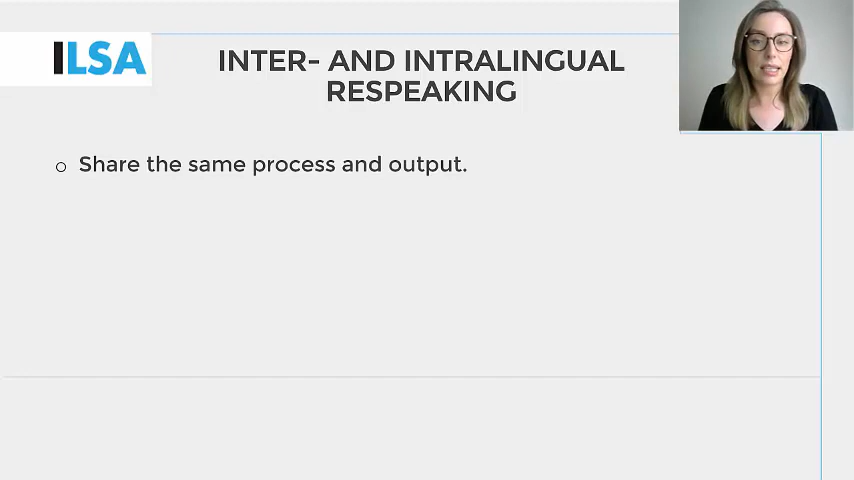 ILSA
INTER- AND INTRALINGUAL
RESPEAKING
o Share the same process and output.